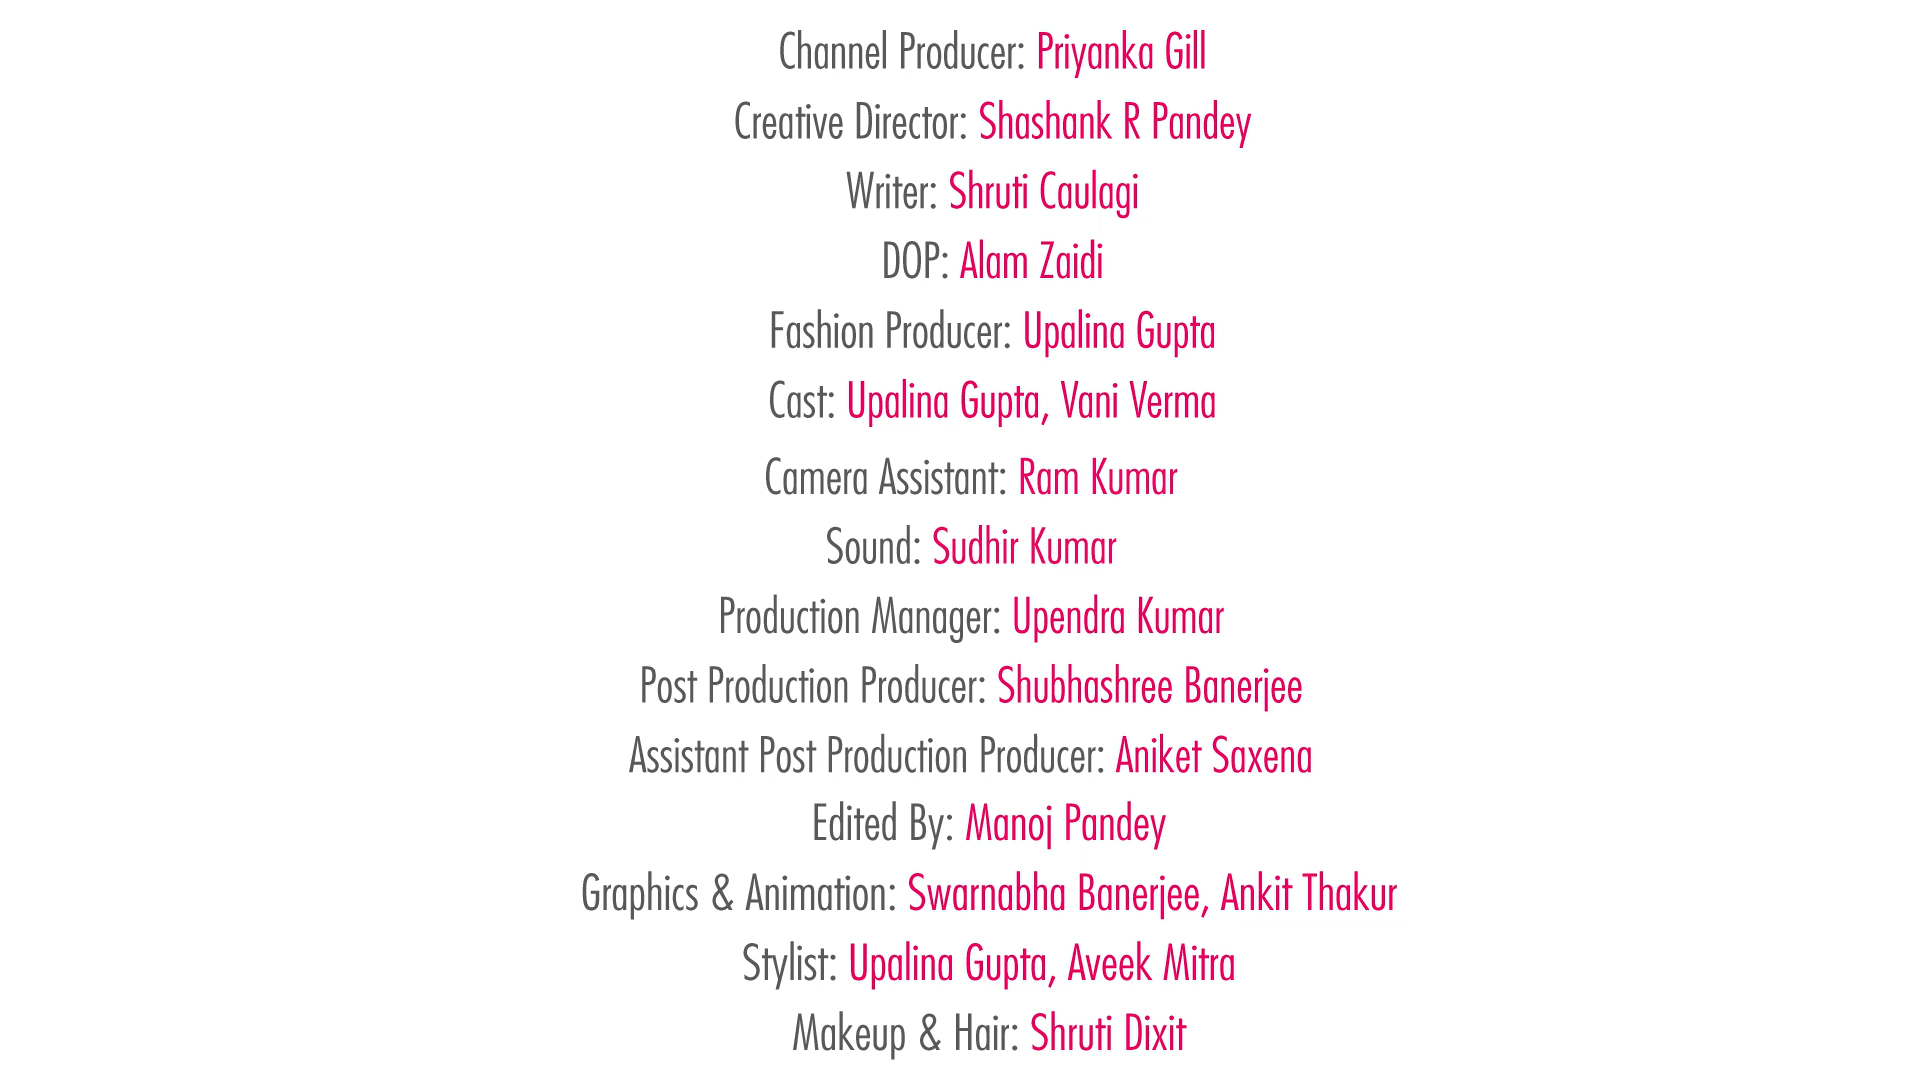 Channel Producer: Priyanka Gill
Creative Director: Shashank R Pandey
Writer: Shruti Caulagi
DOP: Alam Zaidi
Fashion Producer: Upalina Gupta
Cast: Upalina Gupta, Vani Verma
Camera Assistant: Ram Kumar
Sound: Sudhir Kumar
Production Manager: Upendra Kumar
Post Production Producer: Shubhashree Banerjee
Assistant Post Production Producer: Aniket Saxena
Edited By: Manoj Pandey
Graphics & Animation: Swarnabha Banerjee, Ankit Thakur
Stylist: Upalina Gupta, Aveek Mitra
Makeup & Hair: Shruti Dixit